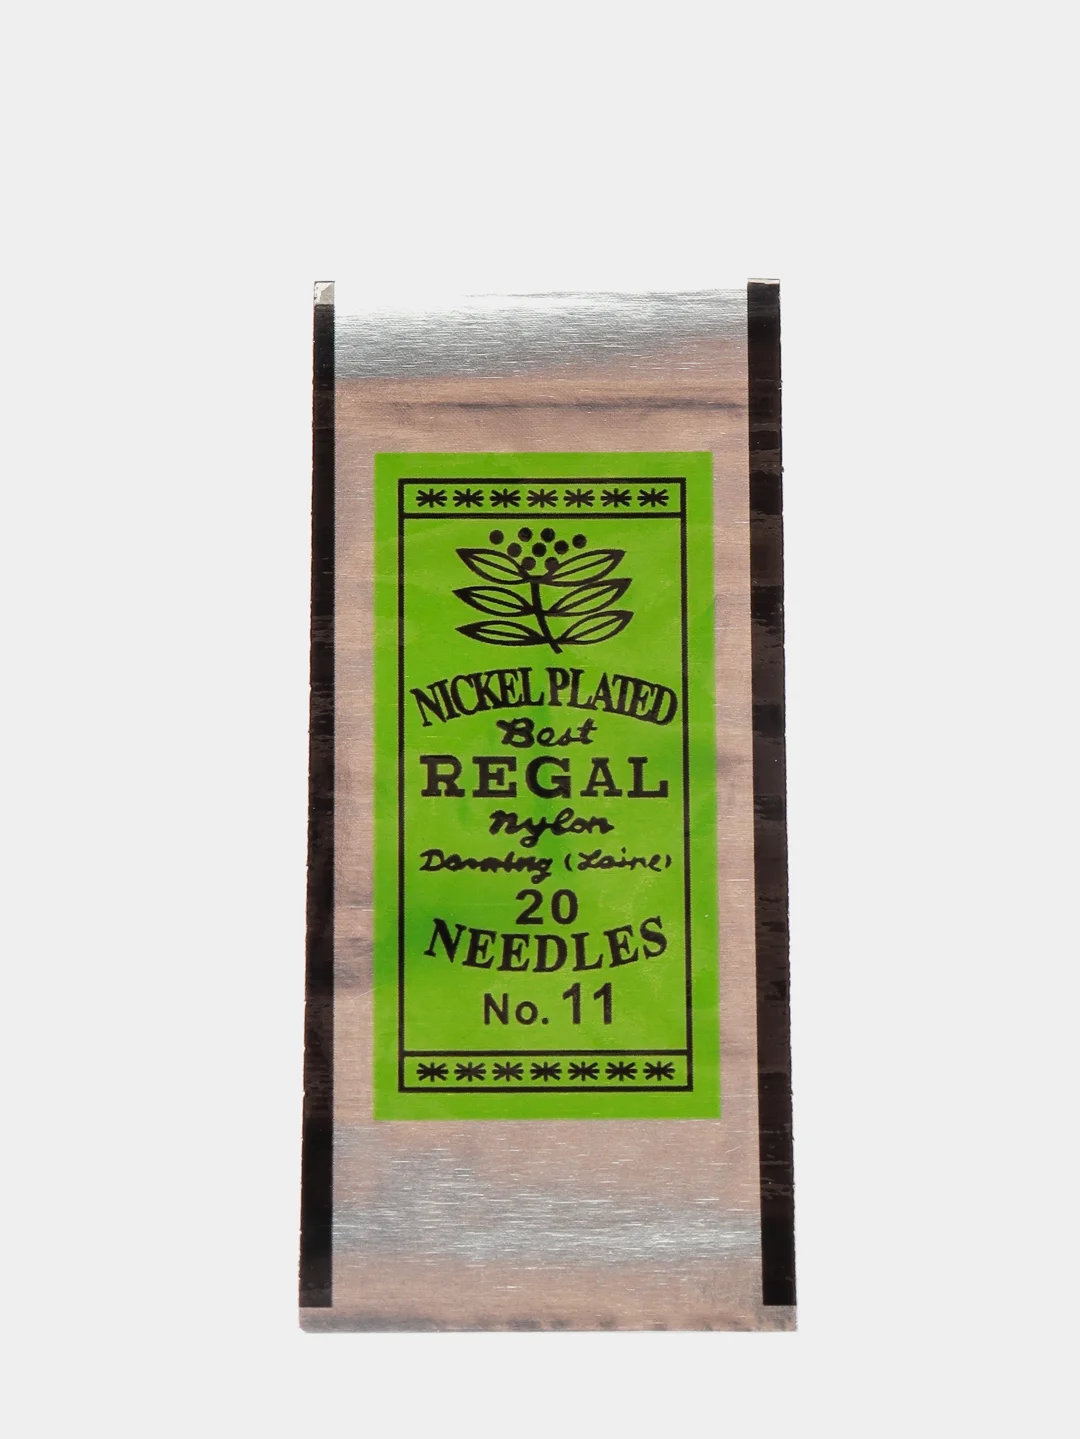 NICKEL PLATED
Best
REGAL
Nylon
Darning (Laine)
20
NEEDLES
No. 11